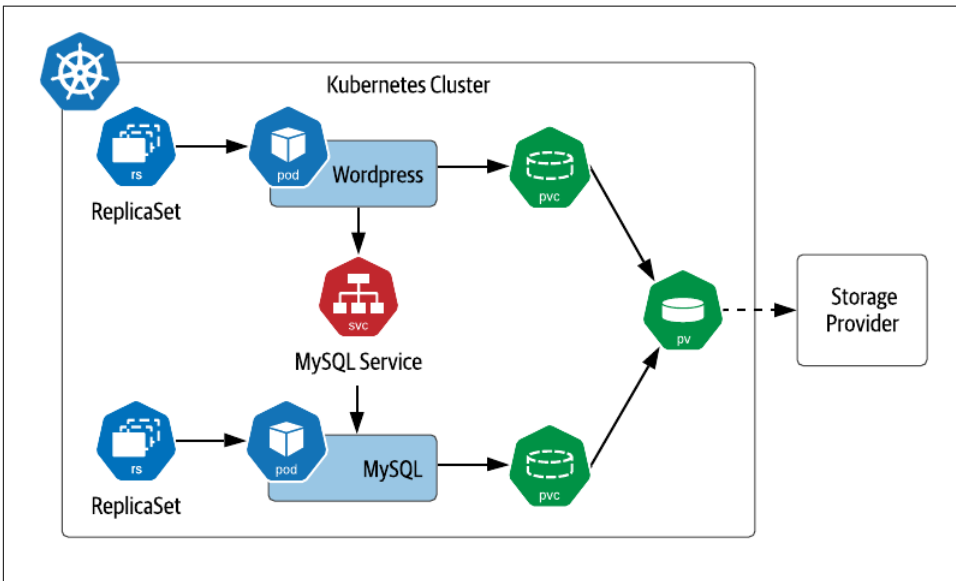 Kubernetes Cluster
rs
ReplicaSet
pod
Wordpress
pvc
svc
MySQL Service
pv
Storage
Provider
rs
ReplicaSet
pod
MySQL
pvc